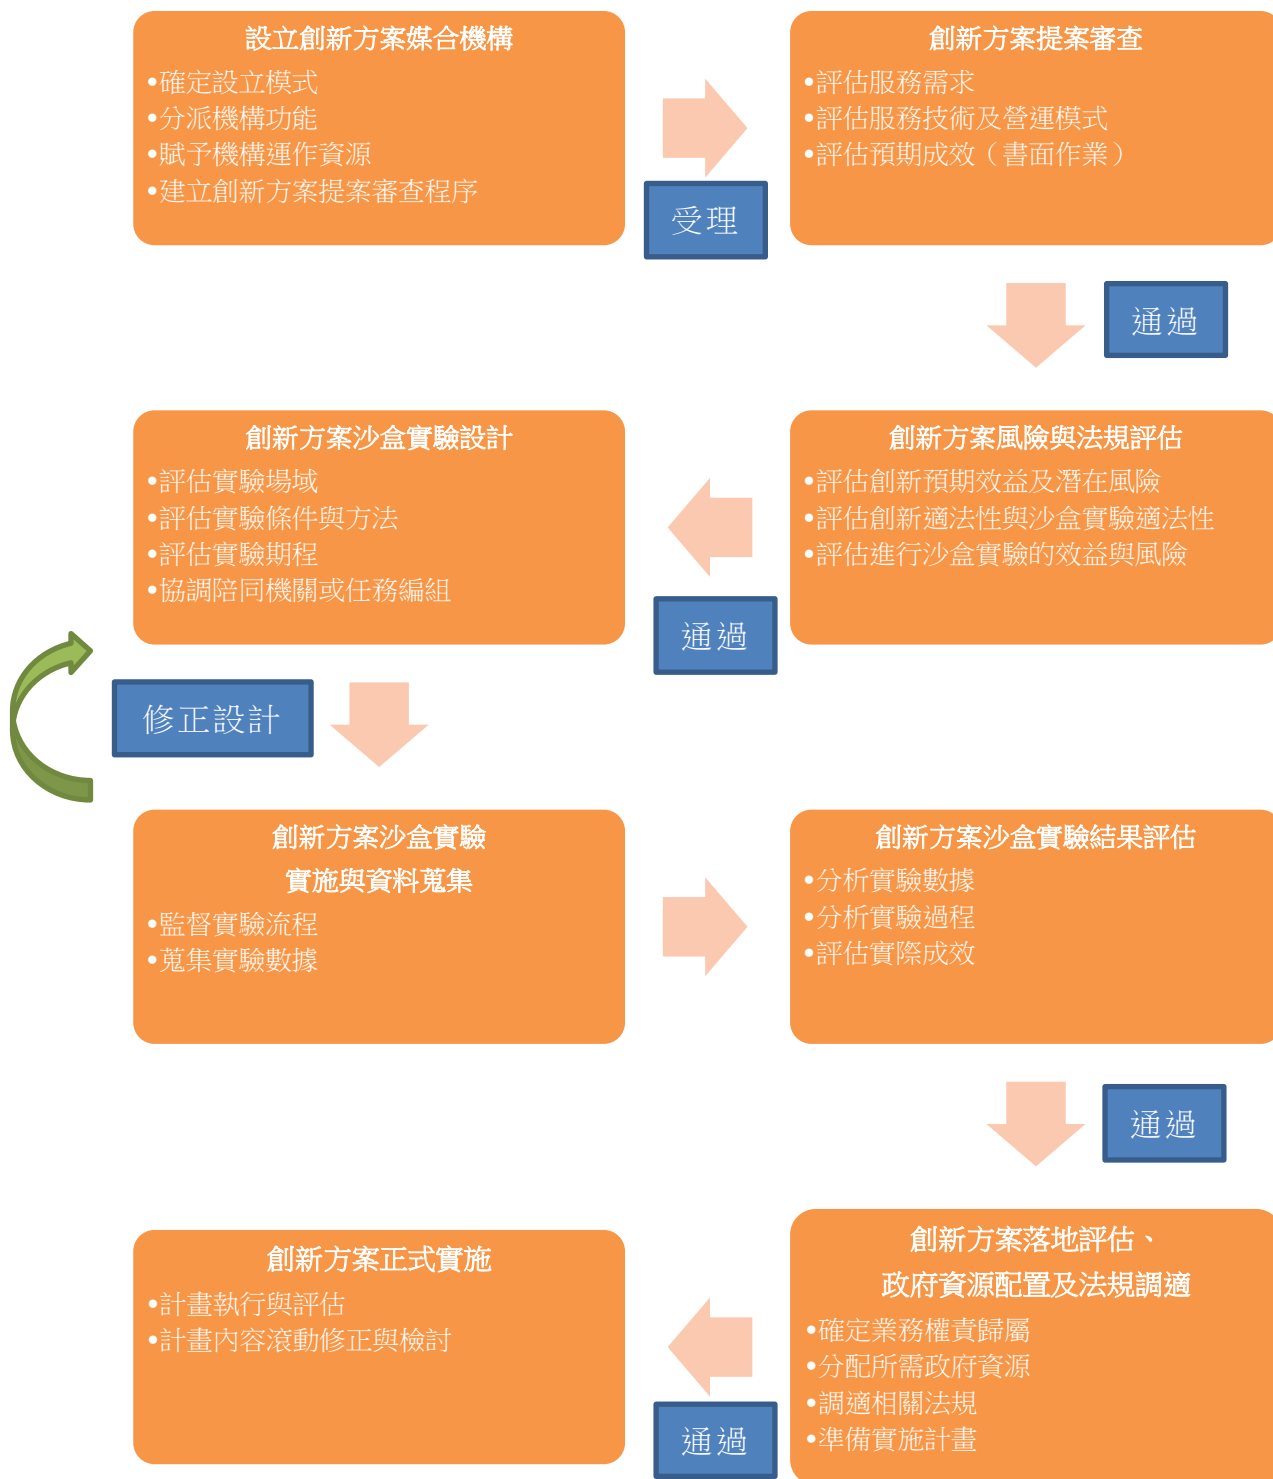 設立創新方案媒合機構
•確定設立模式
•分派機構功能
•賦予機構運作資源
•建立創新方案提案審查程序
受理
創新方案提案審查
•評估服務需求
•評估服務技術及營運模式
•評估預期成效（書面作業）
通過
創新方案風險與法規評估
•評估創新預期效益及潛在風險
•評估創新適法性與沙盒實驗適法性
•評估進行沙盒實驗的效益與風險
通過
創新方案沙盒實驗設計
•評估實驗場域
•評估實驗條件與方法
•評估實驗期程
•協調陪同機關或任務編組
修正設計
創新方案沙盒實驗
實施與資料蒐集
•監督實驗流程
•蒐集實驗數據
創新方案沙盒實驗結果評估
•分析實驗數據
•分析實驗過程
•評估實際成效
通過
創新方案落地評估、
政府資源配置及法規調適
•確定業務權責歸屬
•分配所需政府資源
•調適相關法規
•準備實施計畫
通過
創新方案正式實施
•計畫執行與評估
•計畫內容滾動修正與檢討